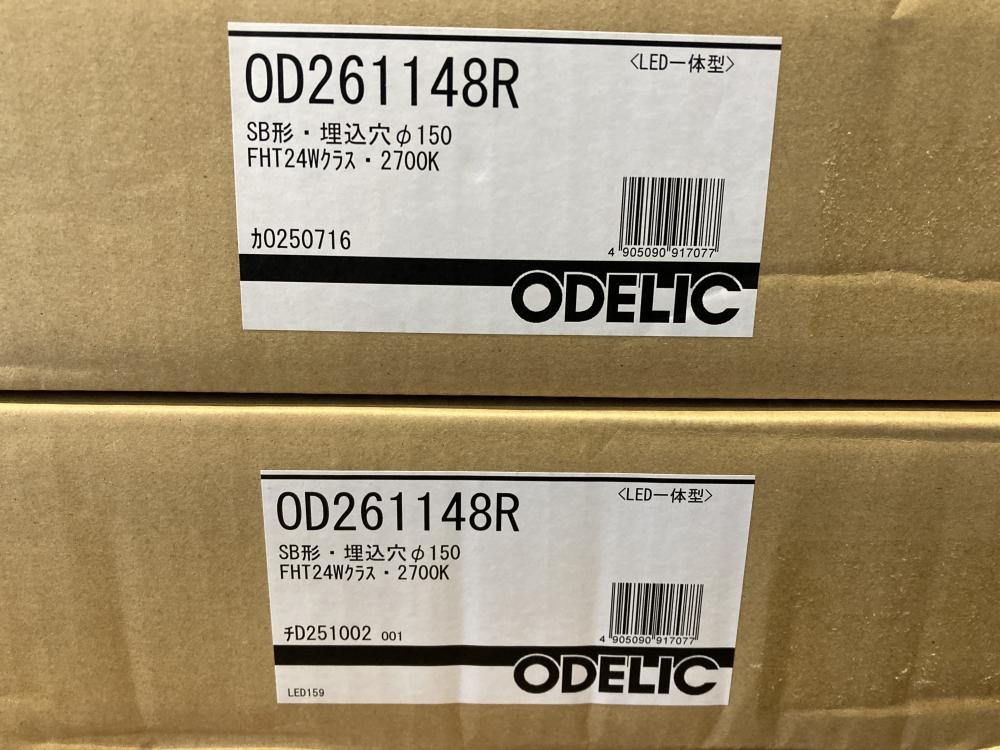 OD261148R
〈LED一体型〉
SB形・埋込穴φ150
FHT24Wｸﾗｽ・2700K
ｶO250716
4 905090 917077
ODELIC
OD261148R
〈LED一体型〉
SB形・埋込穴φ150
FHT24Wｸﾗｽ・2700K
ﾁD251002 001
4 905090 917077
ODELIC
LED159